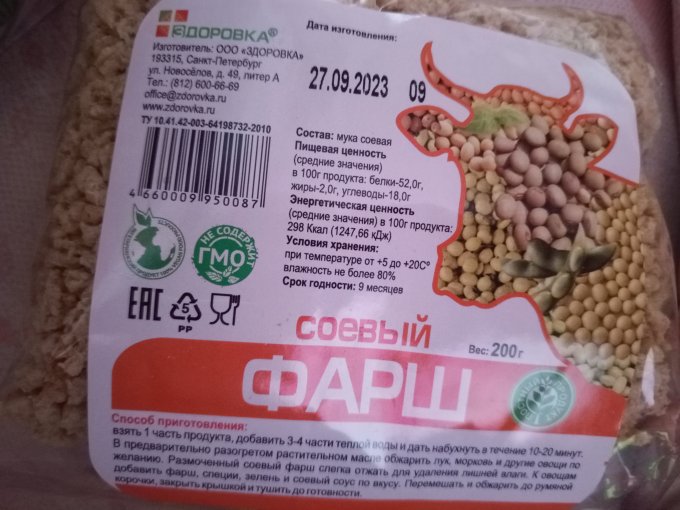 ЗДОРОВКА®
Изготовитель: ООО «ЗДОРОВКА»
193315, Санкт-Петербург
ул. Новосёлов, д. 49, литер А
Тел.: (812) 600-66-69
office@zdorovka.ru
www.zdorovka.ru
ТУ 10.41.42-003-64198732-2010
4 660009 950087
НЕ СОДЕРЖИТ
ГМО
EAC
5
PP
Дата изготовления:
27.09.2023 09
Состав: мука соевая
Пищевая ценность
(средние значения)
в 100г продукта: белки-52,0г,
жиры-2,0г, углеводы-18,0г
Энергетическая ценность
(средние значения) в 100г продукта:
298 Ккал (1247,66 кДж)
Условия хранения:
при температуре от +5 до +20С°
влажность не более 80%
Срок годности: 9 месяцев
соевый
Вес: 200г
ФАРШ
Способ приготовления:
взять 1 часть продукта, добавить 3-4 части теплой воды и дать набухнуть в течение 10-20 минут.
В предварительно разогретом растительном масле обжарить лук, морковь и другие овощи по
желанию. Размоченный соевый фарш слегка отжать для удаления лишней влаги. К овощам
добавить фарш, специи, зелень и соевый соус по вкусу. Перемешать и обжарить до румяной
корочки, закрыть крышкой и тушить до готовности.